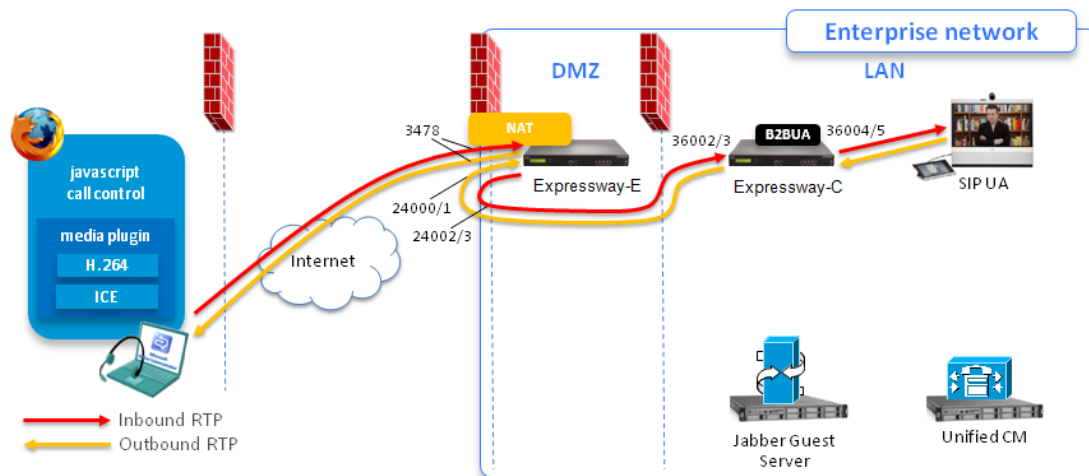 Enterprise network
DMZ
LAN
NAT
B2BUA
3478
36002/3
36004/5
javascript
call control
Expressway-E
Expressway-C
SIP UA
24000/1
media plugin
24002/3
H.264
Internet
ICE
Inbound RTP
Outbound RTP
Jabber Guest
Server
Unified CM